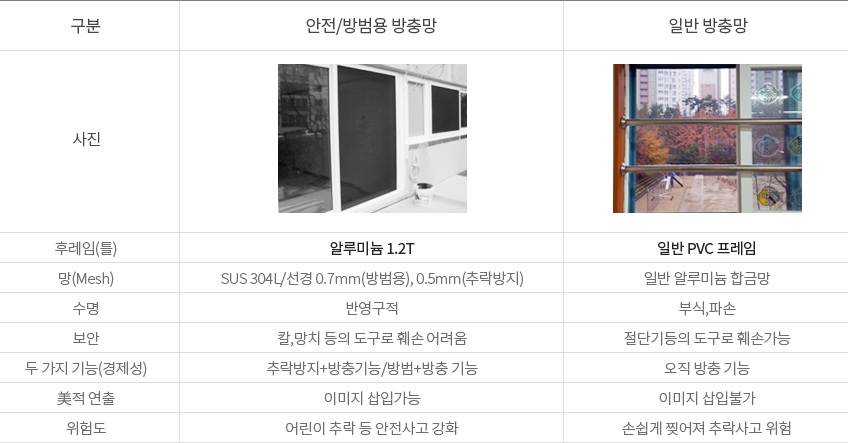 구분 안전/방범용 방충망 일반 방충망
사진
후레임(틀) 알루미늄 1.2T 일반 PVC 프레임
망(Mesh) SUS 304L/선경 0.7mm(방범용), 0.5mm(추락방지) 일반 알루미늄 합금망
수명 반영구적 부식,파손
보안 칼,망치 등의 도구로 훼손 어려움 절단기등의 도구로 훼손가능
두 가지 기능(경제성) 추락방지+방충기능/방범+방충 기능 오직 방충 기능
美적 연출 이미지 삽입가능 이미지 삽입불가
위험도 어린이 추락 등 안전사고 강화 손쉽게 찢어져 추락사고 위험